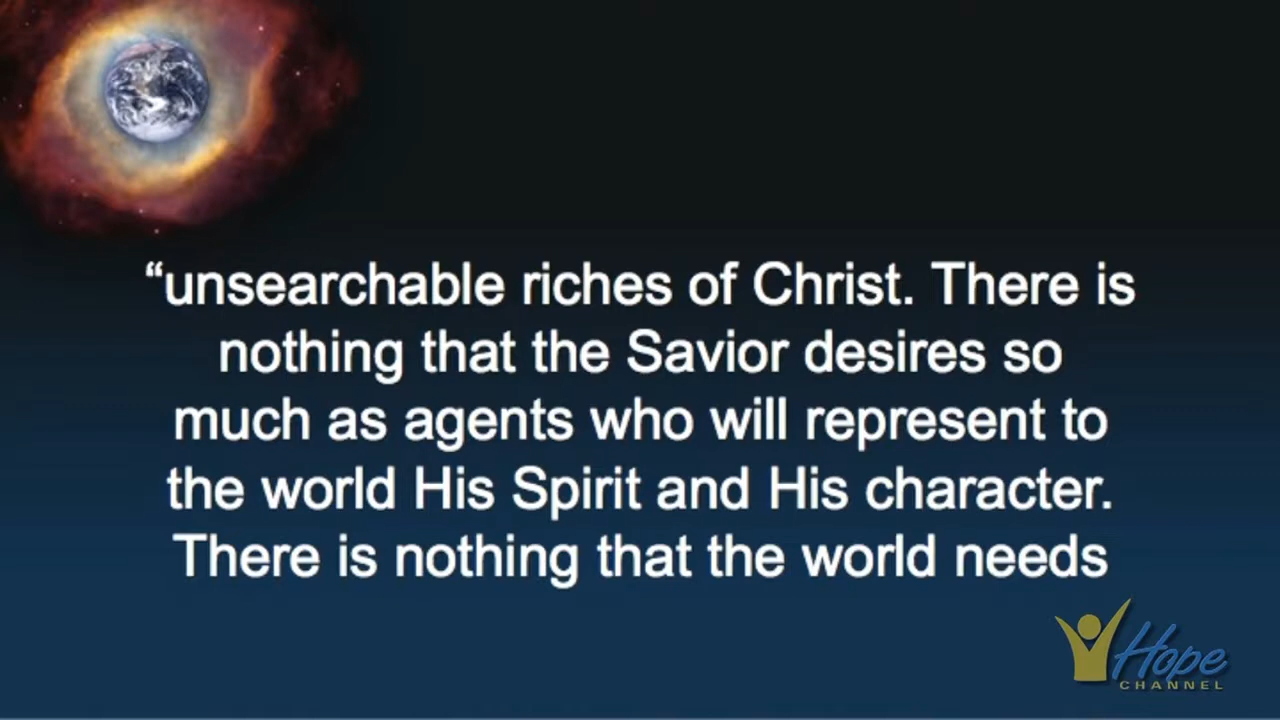 “unsearchable riches of Christ. There is
nothing that the Savior desires so
much as agents who will represent to
the world His Spirit and His character.
There is nothing that the world needs
Hope
CHANNEL